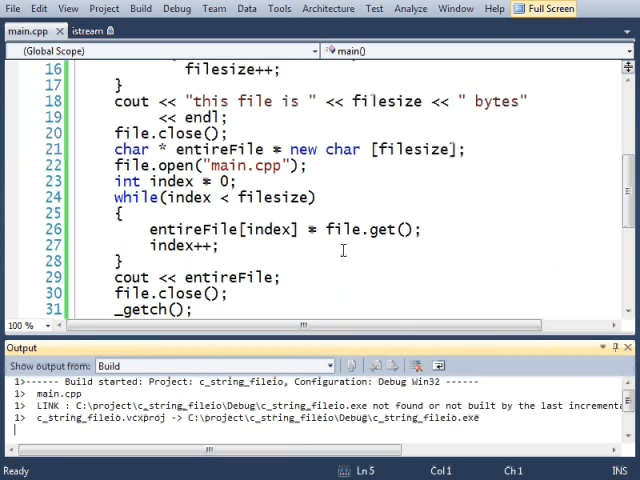 File Edit View Project Build Debug Team Data Tools Architecture Test Analyze Window Help Full Screen
main.cpp istream
(Global Scope) main()
16 filesize++;
17 }
18 cout << "this file is " << filesize << " bytes"
19 << endl;
20 file.close();
21 char * entireFile = new char [filesize];
22 file.open("main.cpp");
23 int index = 0;
24 while(index < filesize)
25 {
26 entireFile[index] = file.get();
27 index++;
28 }
29 cout << entireFile;
30 file.close();
31 _getch();
100 %
Output
Show output from: Build
1>------ Build started: Project: c_string_fileio, Configuration: Debug Win32 ------
1> main.cpp
1> LINK : C:\project\c_string_fileio\Debug\c_string_fileio.exe not found or not built by the last incrementa
1> c_string_fileio.vcxproj -> C:\project\c_string_fileio\Debug\c_string_fileio.exe
Ready Ln 5 Col 1 Ch 1 INS